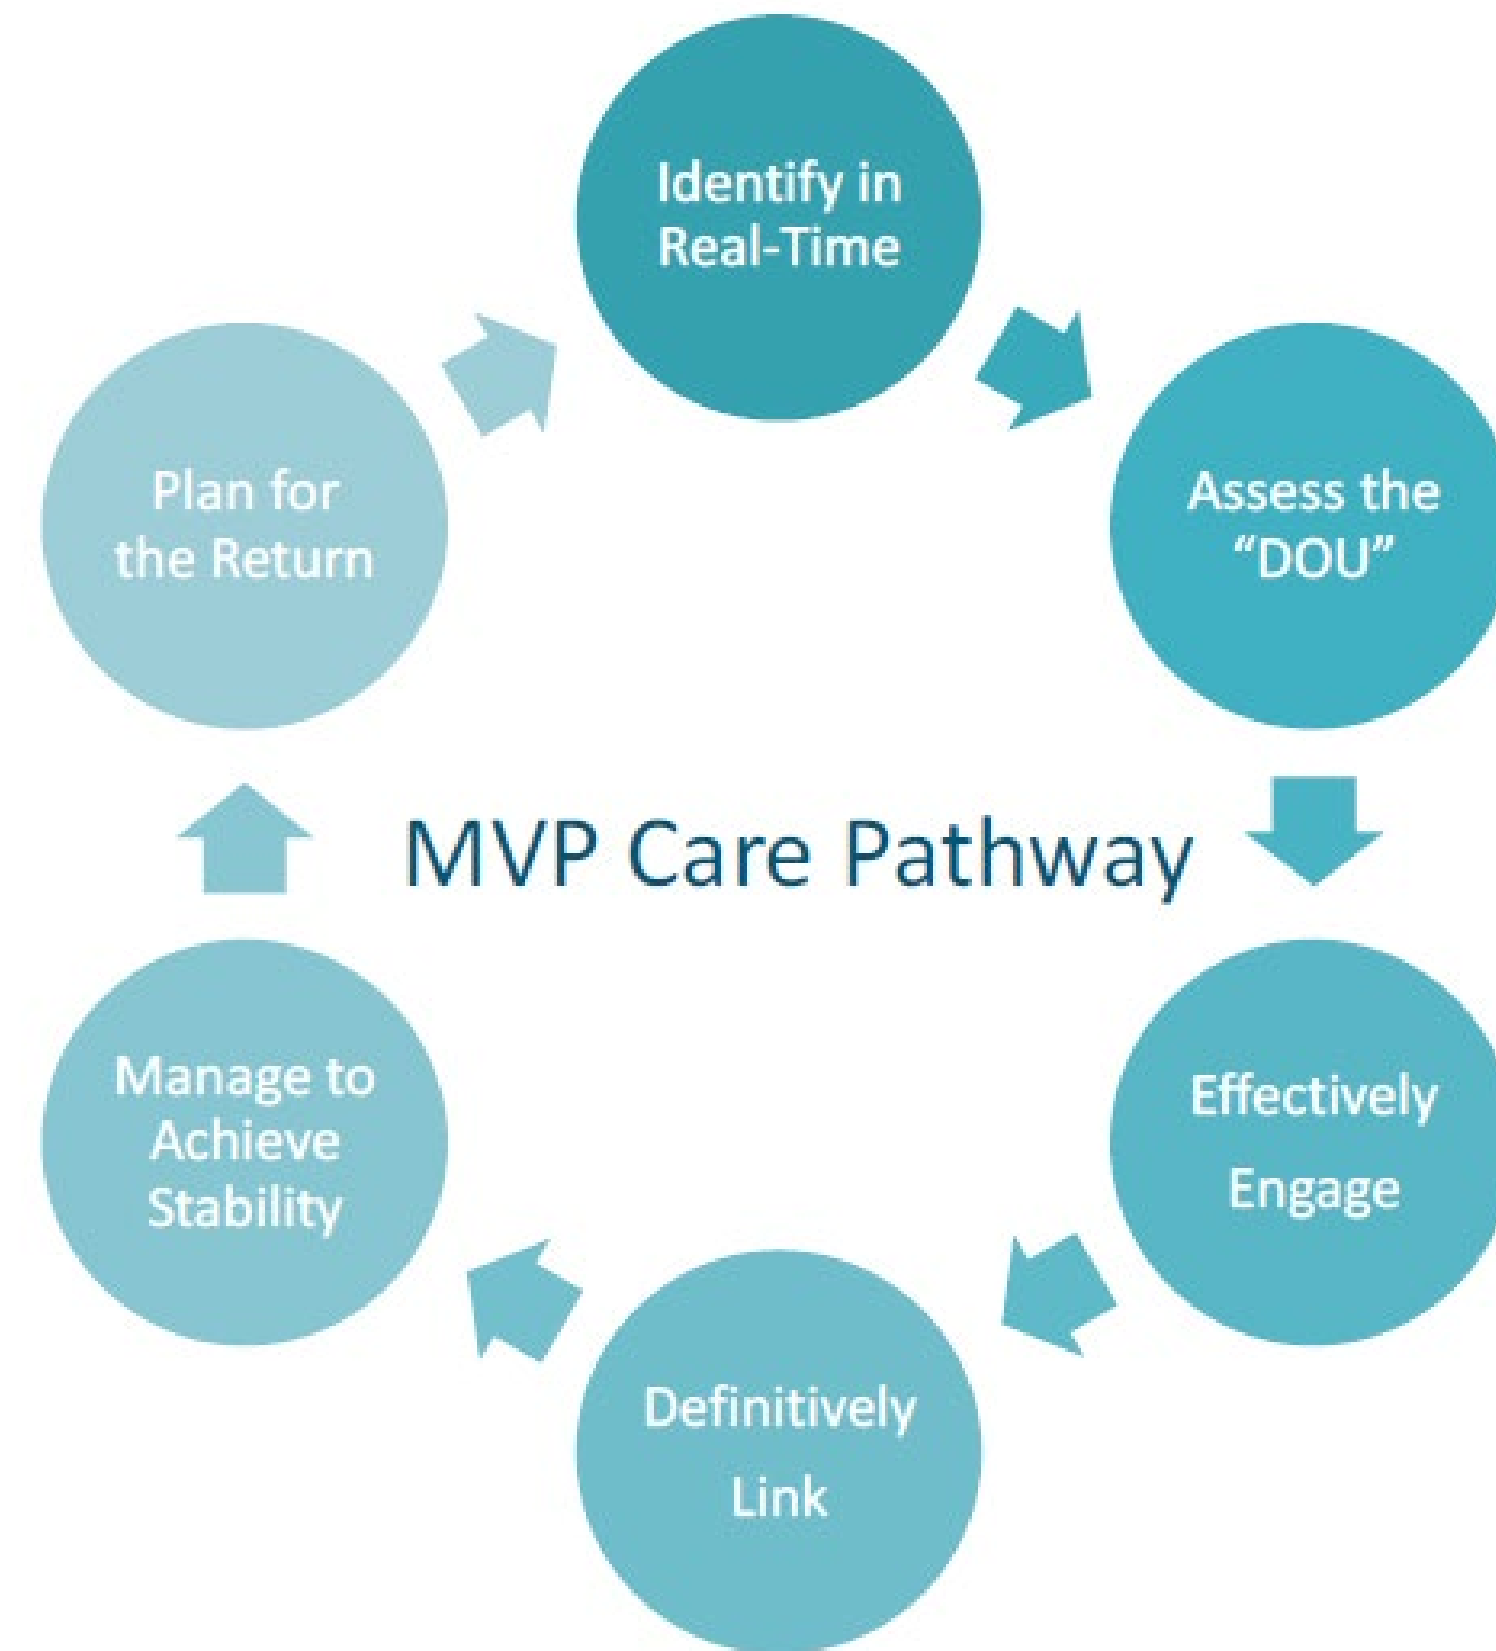 Identify in
Real-Time
Assess the
“DOU”
Effectively
Engage
Definitively
Link
Manage to
Achieve
Stability
Plan for
the Return
MVP Care Pathway